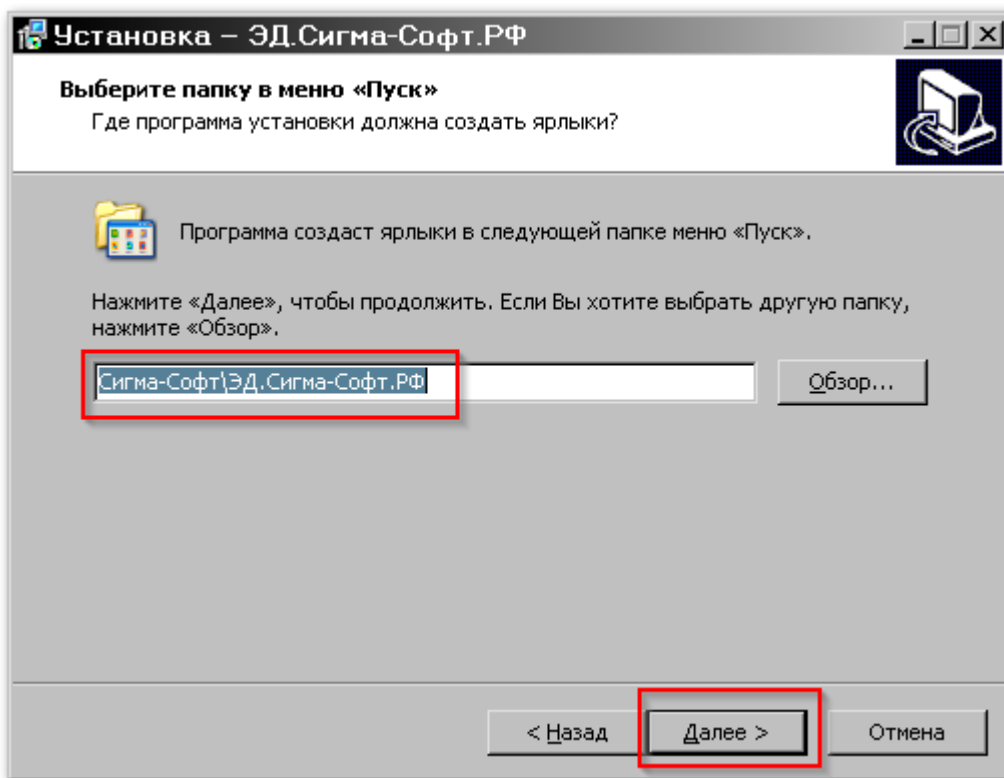 Установка – ЭД.Сигма-Софт.РФ
Выберите папку в меню «Пуск»
Где программа установки должна создать ярлыки?
Программа создаст ярлыки в следующей папке меню «Пуск».
Нажмите «Далее», чтобы продолжить. Если Вы хотите выбрать другую папку,
нажмите «Обзор».
Сигма-Софт\ЭД.Сигма-Софт.РФ
Обзор...
< Назад
Далее >
Отмена